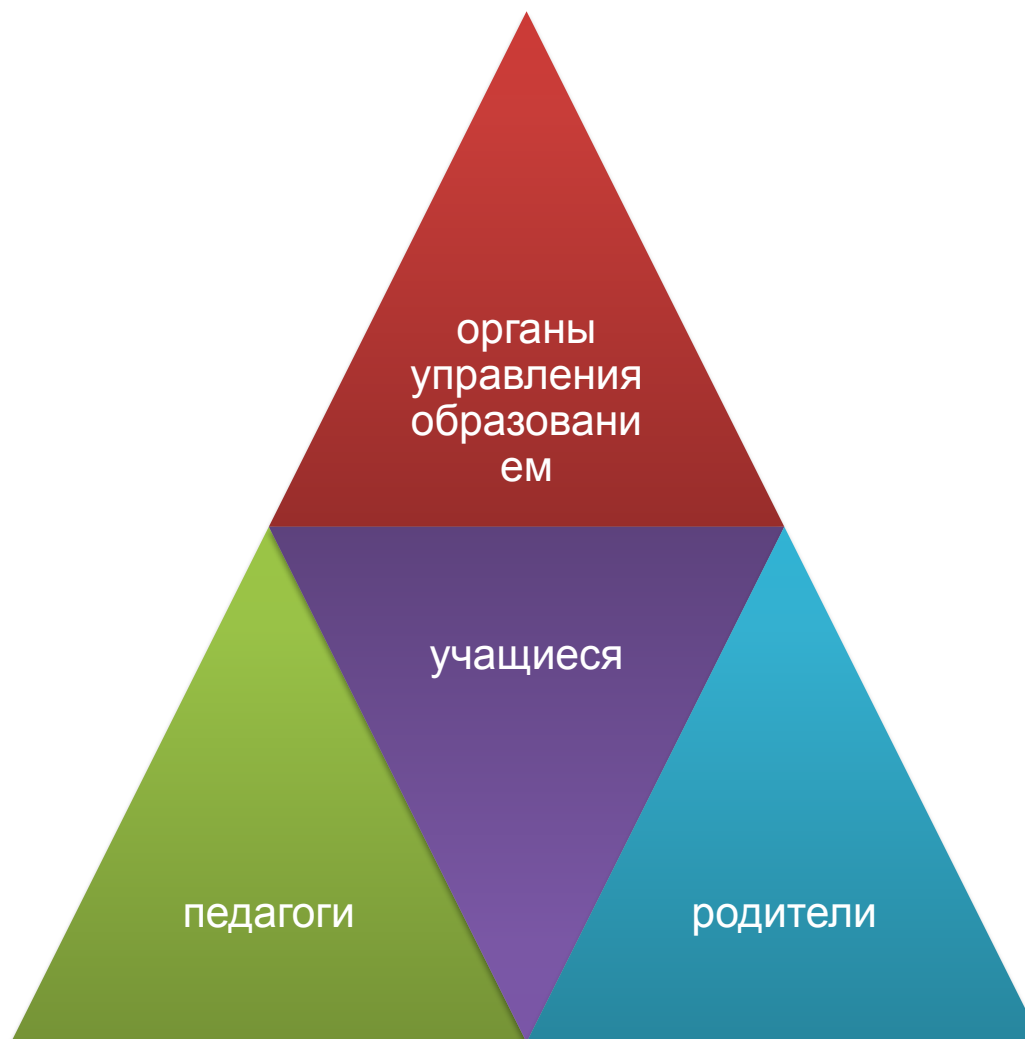 органы
управления
образовани
ем
учащиеся
педагоги
родители